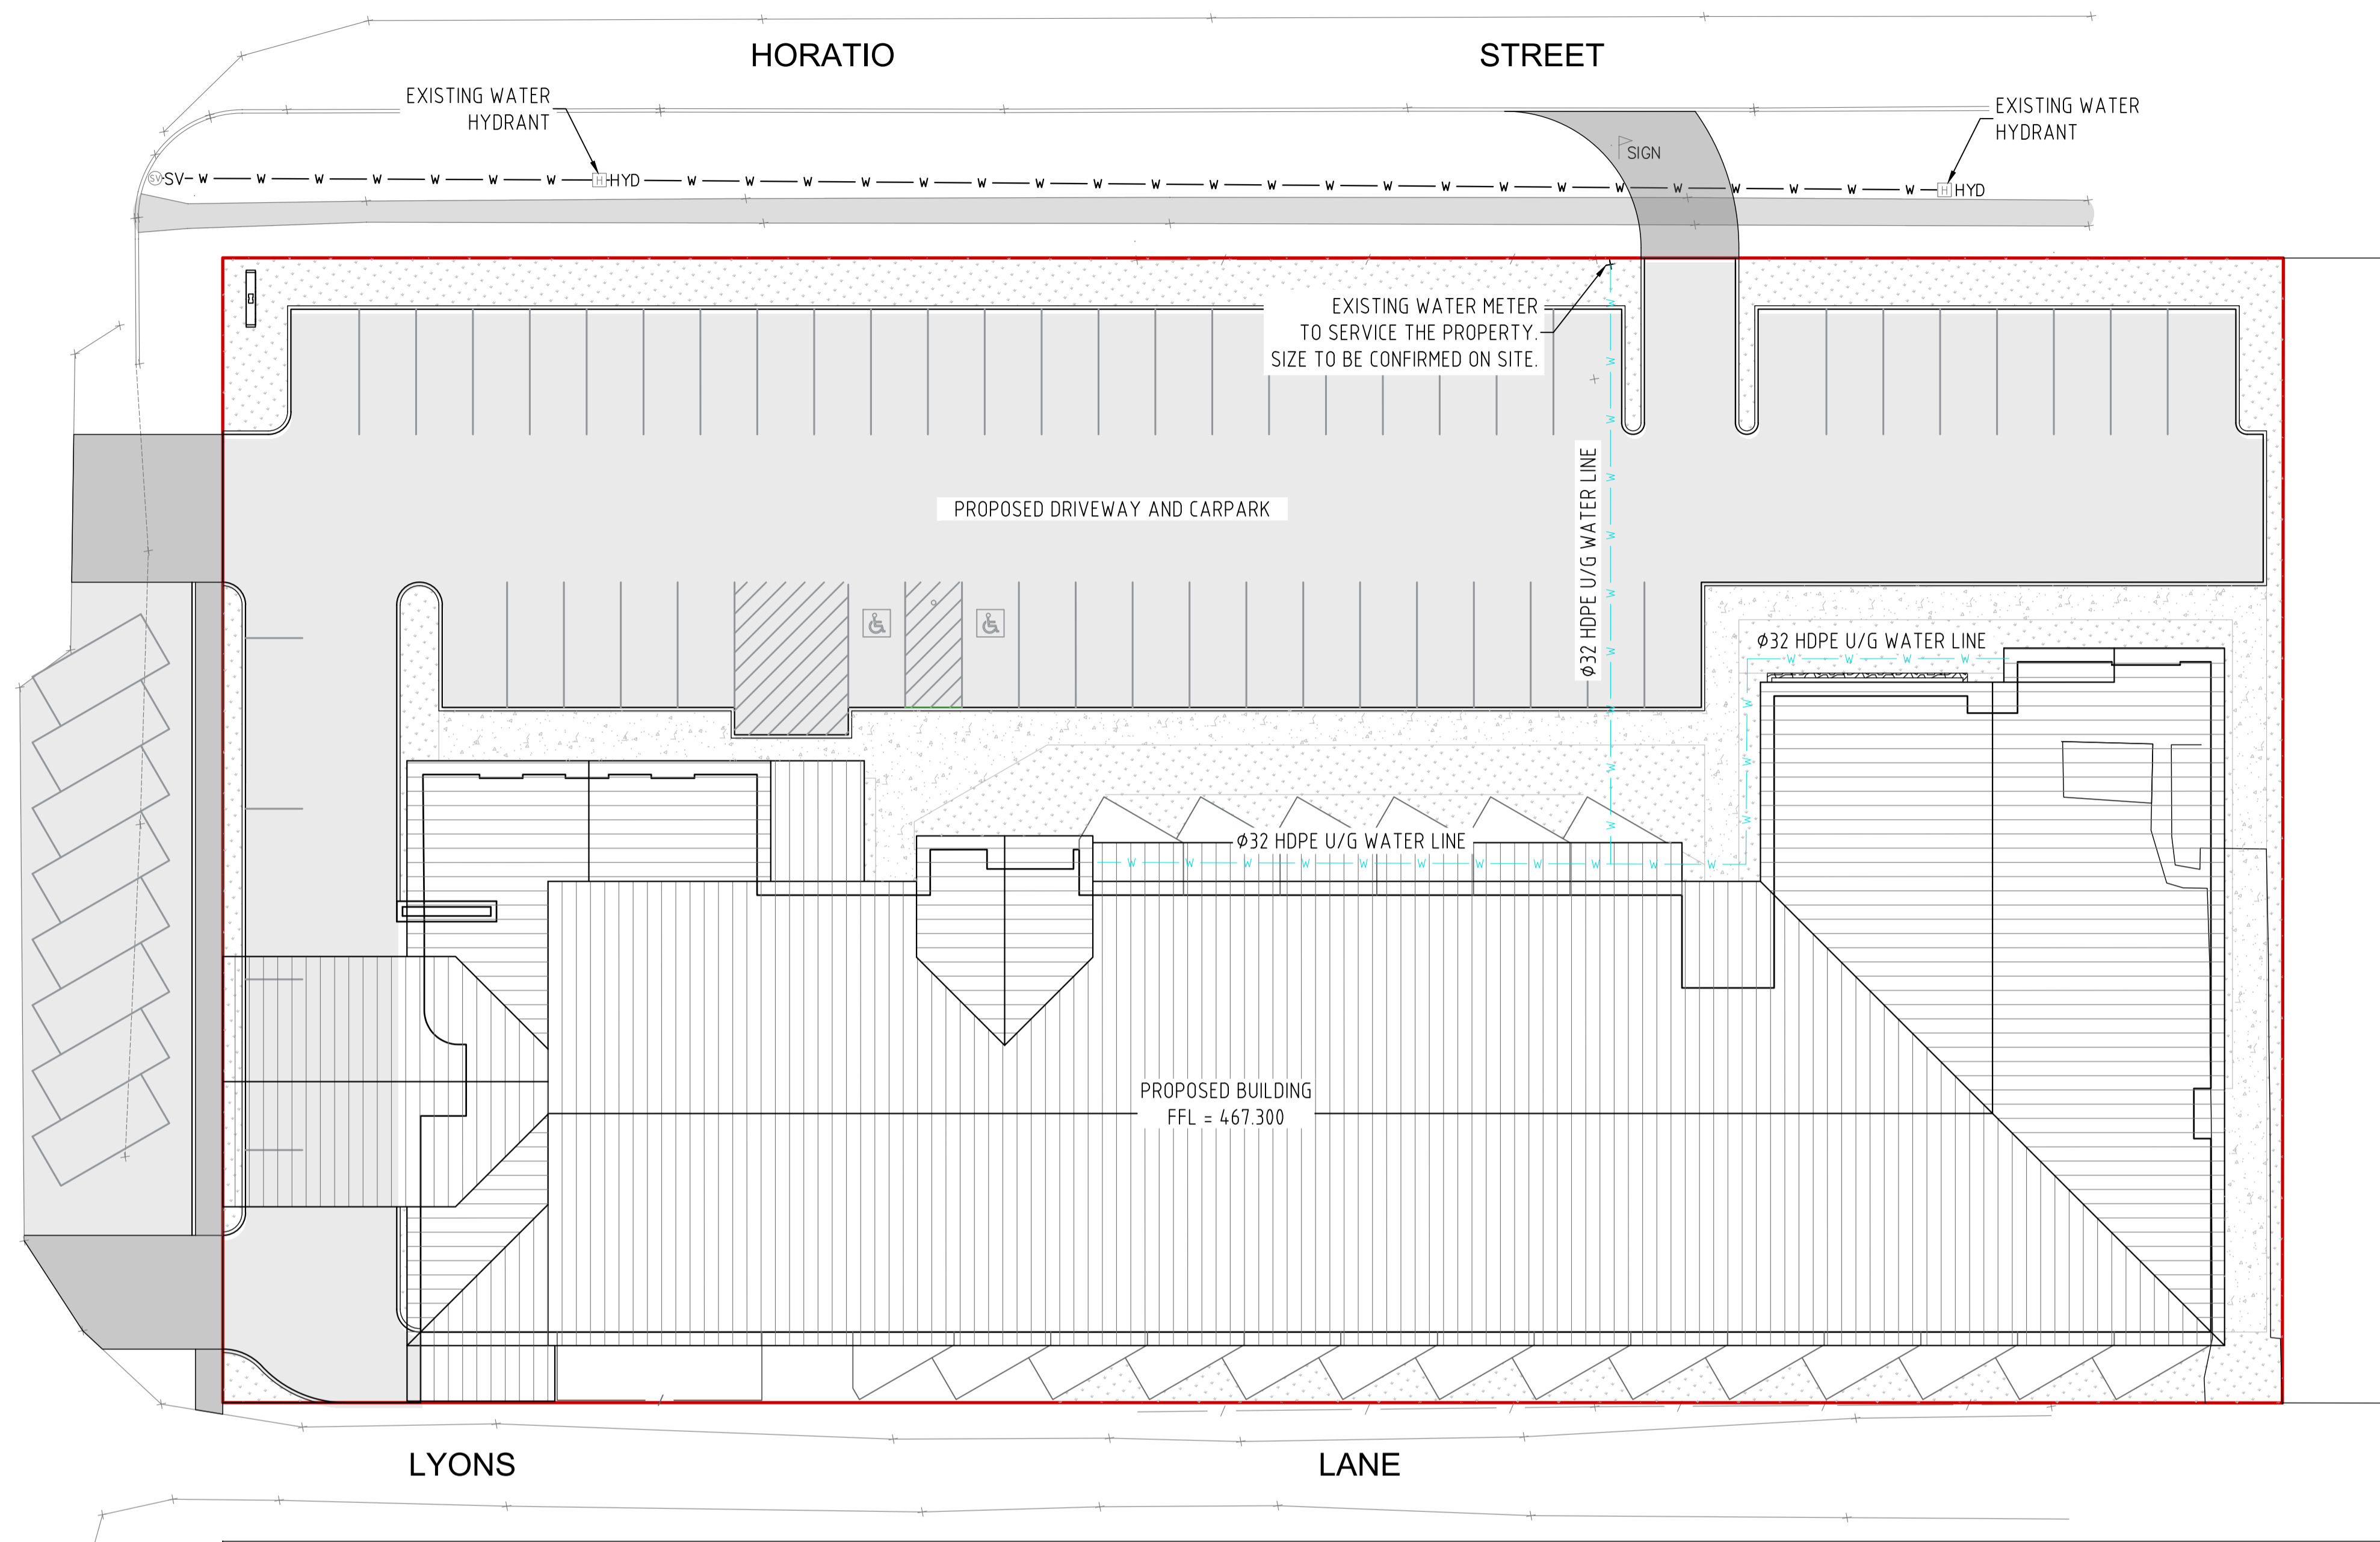 HORATIO STREET
EXISTING WATER
HYDRANT
EXISTING WATER
HYDRANT
SIGN
SV SV W W W W W W W H HYD W W W W W W W W W W W W W W W W W W W W W W H HYD
EXISTING WATER METER
TO SERVICE THE PROPERTY.
SIZE TO BE CONFIRMED ON SITE.
PROPOSED DRIVEWAY AND CARPARK
Ø32 HDPE U/G WATER LINE
W W W W W W W W W W
Ø32 HDPE U/G WATER LINE
W W W W
W W W
Ø32 HDPE U/G WATER LINE
W W W W W W W W W W W
PROPOSED BUILDING
FFL = 467.300
LYONS LANE